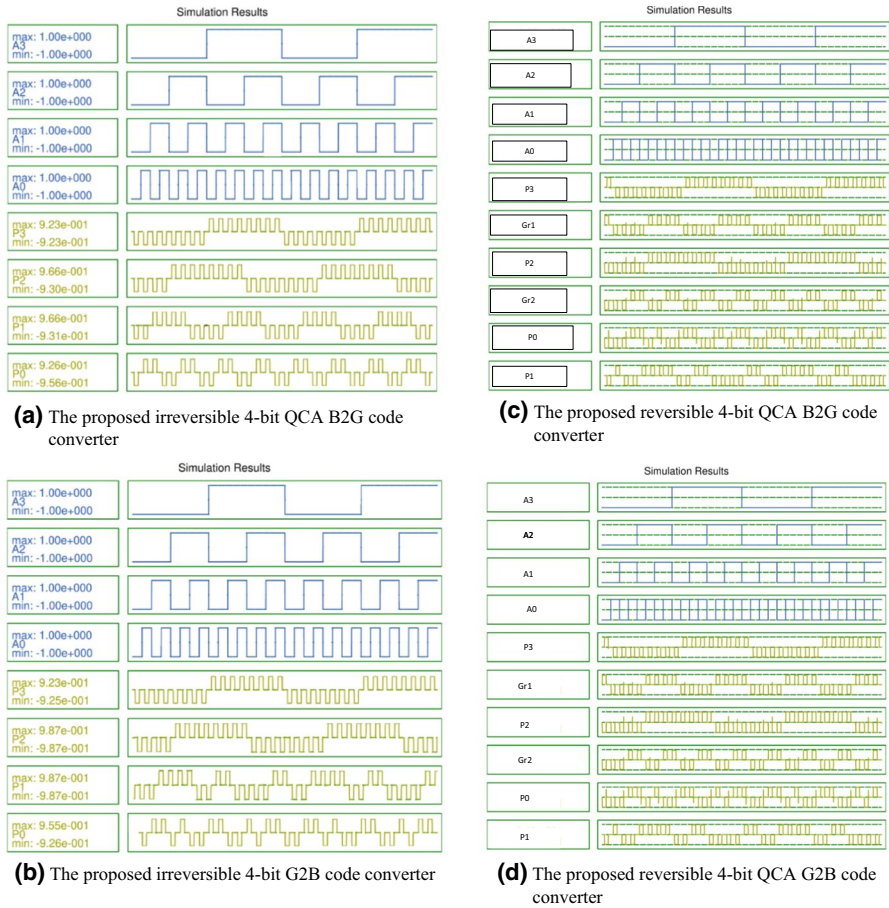 Simulation Results
max: 1.00e+000
A3
min: -1.00e+000
max: 1.00e+000
A2
min: -1.00e+000
max: 1.00e+000
A1
min: -1.00e+000
max: 1.00e+000
A0
min: -1.00e+000
max: 9.23e-001
P3
min: -9.23e-001
max: 9.66e-001
P2
min: -9.30e-001
max: 9.66e-001
P1
min: -9.31e-001
max: 9.26e-001
P0
min: -9.56e-001
(a) The proposed irreversible 4-bit QCA B2G code
converter
Simulation Results
A3
A2
A1
A0
P3
Gr1
P2
Gr2
P0
P1
(c) The proposed reversible 4-bit QCA B2G code
converter
Simulation Results
max: 1.00e+000
A3
min: -1.00e+000
max: 1.00e+000
A2
min: -1.00e+000
max: 1.00e+000
A1
min: -1.00e+000
max: 1.00e+000
A0
min: -1.00e+000
max: 9.23e-001
P3
min: -9.25e-001
max: 9.87e-001
P2
min: -9.87e-001
max: 9.87e-001
P1
min: -9.87e-001
max: 9.55e-001
P0
min: -9.26e-001
(b) The proposed irreversible 4-bit G2B code converter
Simulation Results
A3
A2
A1
A0
P3
Gr1
P2
Gr2
P0
P1
(d) The proposed reversible 4-bit QCA G2B code
converter